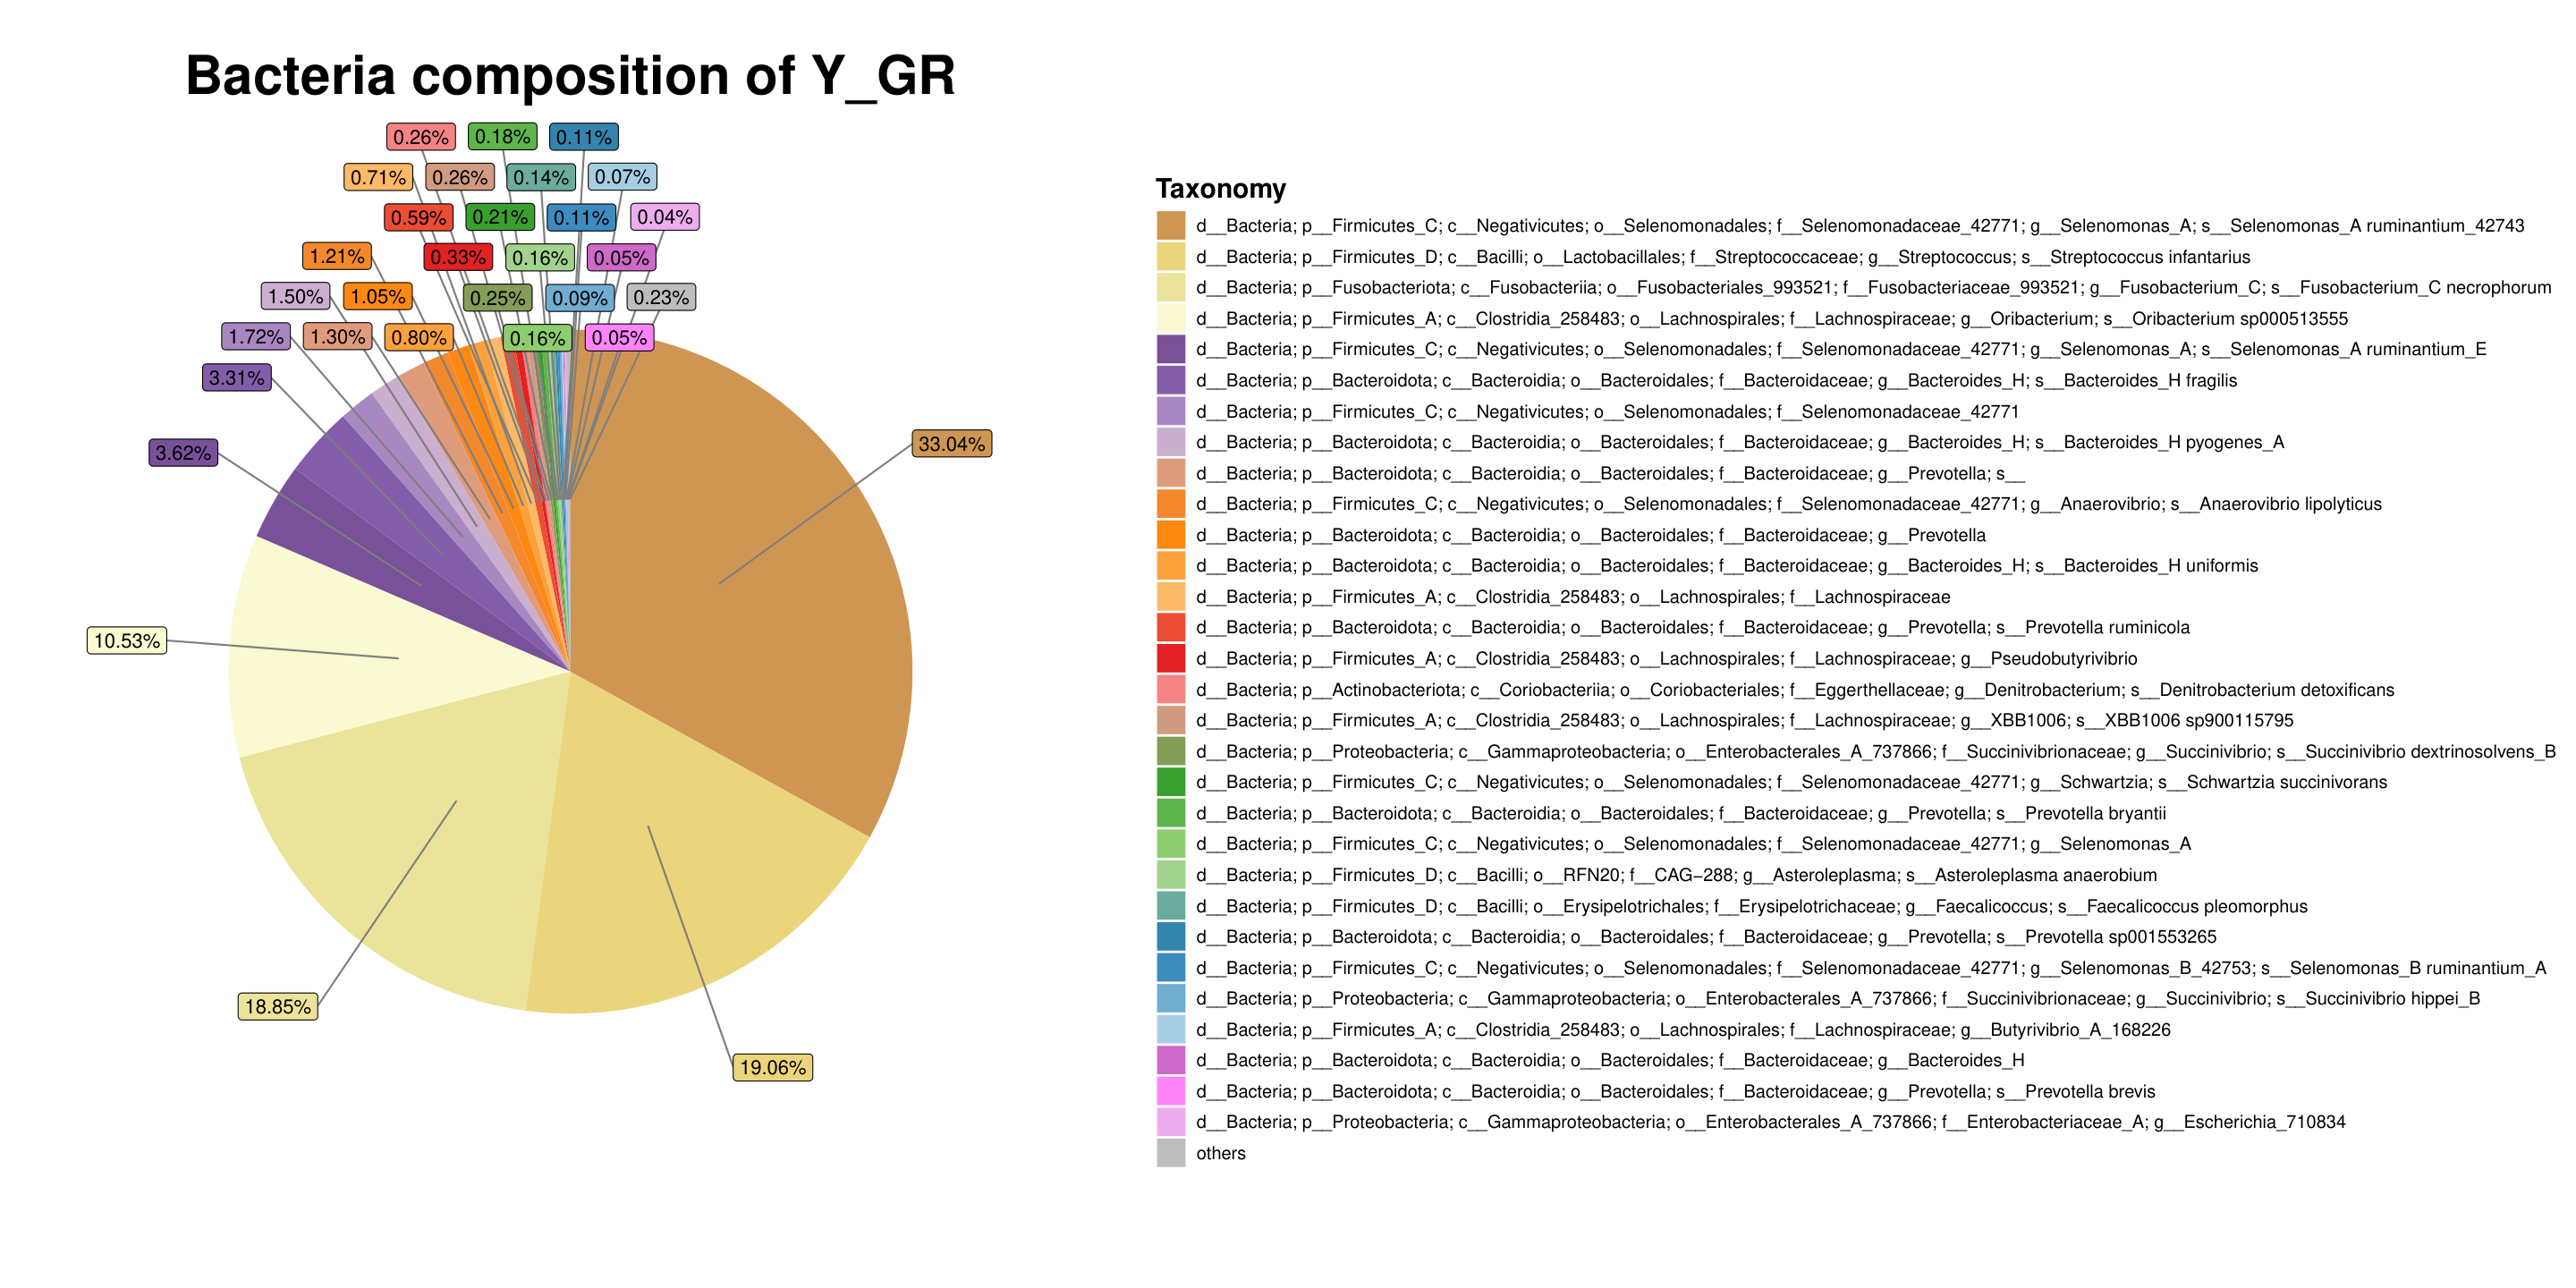 Bacteria composition of Y_GR
0.26% 0.18% 0.11%
0.71% 0.26% 0.14% 0.07%
0.59% 0.21% 0.11% 0.04%
1.21% 0.33% 0.16% 0.05%
1.50% 1.05% 0.25% 0.09% 0.23%
1.72% 1.30% 0.80% 0.16% 0.05%
3.31%
33.04%
3.62%
10.53%
18.85%
19.06%
Taxonomy
d__Bacteria; p__Firmicutes_C; c__Negativicutes; o__Selenomonadales; f__Selenomonadaceae_42771; g__Selenomonas_A; s__Selenomonas_A ruminantium_42743
d__Bacteria; p__Firmicutes_D; c__Bacilli; o__Lactobacillales; f__Streptococcaceae; g__Streptococcus; s__Streptococcus infantarius
d__Bacteria; p__Fusobacteriota; c__Fusobacteriia; o__Fusobacteriales_993521; f__Fusobacteriaceae_993521; g__Fusobacterium_C; s__Fusobacterium_C necrophorum
d__Bacteria; p__Firmicutes_A; c__Clostridia_258483; o__Lachnospirales; f__Lachnospiraceae; g__Oribacterium; s__Oribacterium sp000513555
d__Bacteria; p__Firmicutes_C; c__Negativicutes; o__Selenomonadales; f__Selenomonadaceae_42771; g__Selenomonas_A; s__Selenomonas_A ruminantium_E
d__Bacteria; p__Bacteroidota; c__Bacteroidia; o__Bacteroidales; f__Bacteroidaceae; g__Bacteroides_H; s__Bacteroides_H fragilis
d__Bacteria; p__Firmicutes_C; c__Negativicutes; o__Selenomonadales; f__Selenomonadaceae_42771
d__Bacteria; p__Bacteroidota; c__Bacteroidia; o__Bacteroidales; f__Bacteroidaceae; g__Bacteroides_H; s__Bacteroides_H pyogenes_A
d__Bacteria; p__Bacteroidota; c__Bacteroidia; o__Bacteroidales; f__Bacteroidaceae; g__Prevotella; s__
d__Bacteria; p__Firmicutes_C; c__Negativicutes; o__Selenomonadales; f__Selenomonadaceae_42771; g__Anaerovibrio; s__Anaerovibrio lipolyticus
d__Bacteria; p__Bacteroidota; c__Bacteroidia; o__Bacteroidales; f__Bacteroidaceae; g__Prevotella
d__Bacteria; p__Bacteroidota; c__Bacteroidia; o__Bacteroidales; f__Bacteroidaceae; g__Bacteroides_H; s__Bacteroides_H uniformis
d__Bacteria; p__Firmicutes_A; c__Clostridia_258483; o__Lachnospirales; f__Lachnospiraceae
d__Bacteria; p__Bacteroidota; c__Bacteroidia; o__Bacteroidales; f__Bacteroidaceae; g__Prevotella; s__Prevotella ruminicola
d__Bacteria; p__Firmicutes_A; c__Clostridia_258483; o__Lachnospirales; f__Lachnospiraceae; g__Pseudobutyrivibrio
d__Bacteria; p__Actinobacteriota; c__Coriobacteriia; o__Coriobacteriales; f__Eggerthellaceae; g__Denitrobacterium; s__Denitrobacterium detoxificans
d__Bacteria; p__Firmicutes_A; c__Clostridia_258483; o__Lachnospirales; f__Lachnospiraceae; g__XBB1006; s__XBB1006 sp900115795
d__Bacteria; p__Proteobacteria; c__Gammaproteobacteria; o__Enterobacterales_A_737866; f__Succinivibrionaceae; g__Succinivibrio; s__Succinivibrio dextrinosolvens_B
d__Bacteria; p__Firmicutes_C; c__Negativicutes; o__Selenomonadales; f__Selenomonadaceae_42771; g__Schwartzia; s__Schwartzia succinivorans
d__Bacteria; p__Bacteroidota; c__Bacteroidia; o__Bacteroidales; f__Bacteroidaceae; g__Prevotella; s__Prevotella bryantii
d__Bacteria; p__Firmicutes_C; c__Negativicutes; o__Selenomonadales; f__Selenomonadaceae_42771; g__Selenomonas_A
d__Bacteria; p__Firmicutes_D; c__Bacilli; o__RFN20; f__CAG−288; g__Asteroleplasma; s__Asteroleplasma anaerobium
d__Bacteria; p__Firmicutes_D; c__Bacilli; o__Erysipelotrichales; f__Erysipelotrichaceae; g__Faecalicoccus; s__Faecalicoccus pleomorphus
d__Bacteria; p__Bacteroidota; c__Bacteroidia; o__Bacteroidales; f__Bacteroidaceae; g__Prevotella; s__Prevotella sp001553265
d__Bacteria; p__Firmicutes_C; c__Negativicutes; o__Selenomonadales; f__Selenomonadaceae_42771; g__Selenomonas_B_42753; s__Selenomonas_B ruminantium_A
d__Bacteria; p__Proteobacteria; c__Gammaproteobacteria; o__Enterobacterales_A_737866; f__Succinivibrionaceae; g__Succinivibrio; s__Succinivibrio hippei_B
d__Bacteria; p__Firmicutes_A; c__Clostridia_258483; o__Lachnospirales; f__Lachnospiraceae; g__Butyrivibrio_A_168226
d__Bacteria; p__Bacteroidota; c__Bacteroidia; o__Bacteroidales; f__Bacteroidaceae; g__Bacteroides_H
d__Bacteria; p__Bacteroidota; c__Bacteroidia; o__Bacteroidales; f__Bacteroidaceae; g__Prevotella; s__Prevotella brevis
d__Bacteria; p__Proteobacteria; c__Gammaproteobacteria; o__Enterobacterales_A_737866; f__Enterobacteriaceae_A; g__Escherichia_710834
others